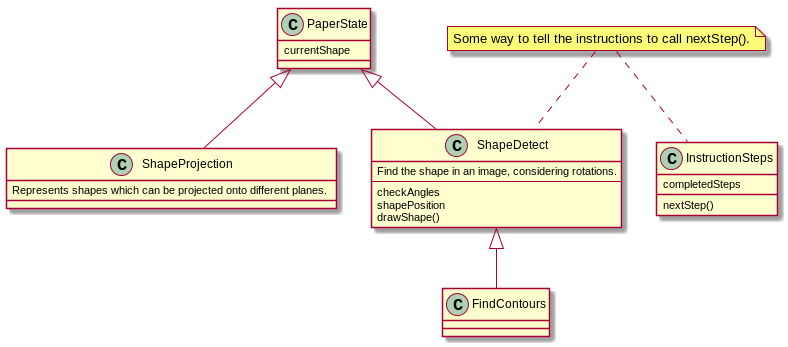 C PaperState
currentShape
Some way to tell the instructions to call nextStep().
C ShapeProjection
Represents shapes which can be projected onto different planes.
C ShapeDetect
Find the shape in an image, considering rotations.
checkAngles
shapePosition
drawShape()
C InstructionSteps
completedSteps
nextStep()
C FindContours